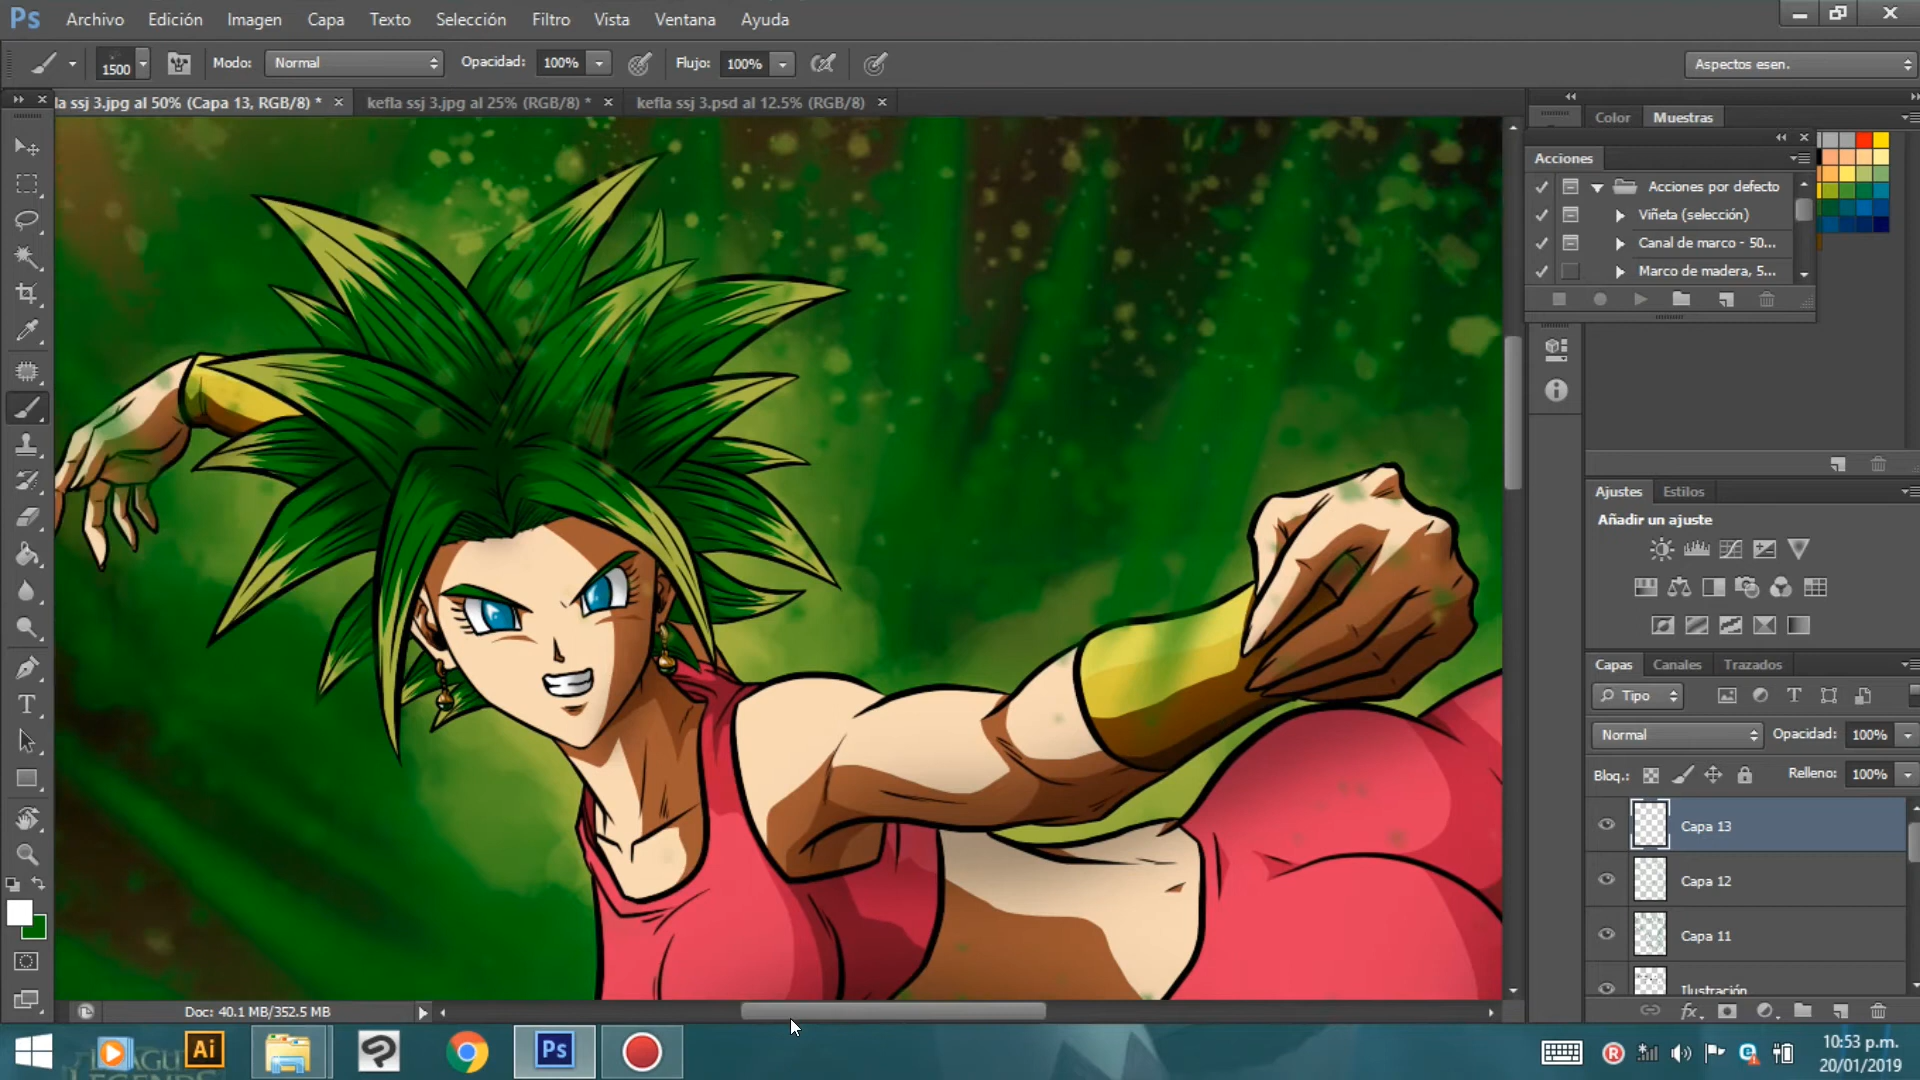 Ps Archivo Edición Imagen Capa Texto Selección Filtro Vista Ventana Ayuda
1500 Modo: Normal Opacidad: 100% Flujo: 100% Aspectos esen.
la ssj 3.jpg al 50% (Capa 13, RGB/8) * kefla ssj 3.jpg al 25% (RGB/8) * kefla ssj 3.psd al 12.5% (RGB/8)
Color Muestras
Acciones
Acciones por defecto
Viñeta (selección)
Canal de marco - 50...
Marco de madera, 5...
Ajustes Estilos
Añadir un ajuste
Capas Canales Trazados
Tipo
Normal Opacidad: 100%
Bloq.: Relleno: 100%
Capa 13
Capa 12
Capa 11
Ilustración
Doc: 40.1 MB/352.5 MB
Ai Ps
10:53 p.m.
20/01/2019